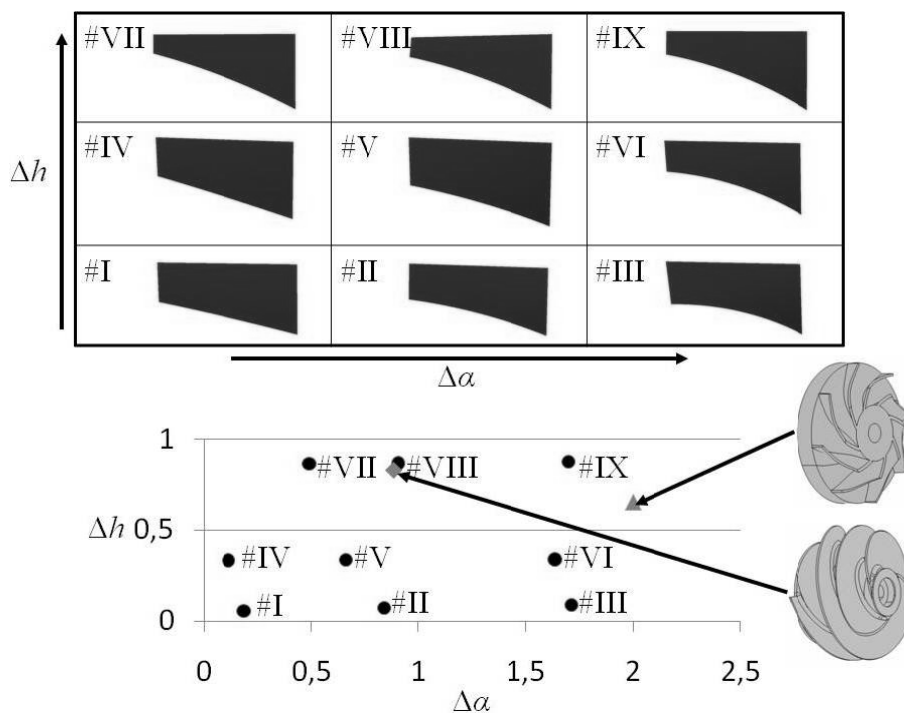 #VII #VIII #IX
#IV #V #VI
Δh
#I #II #III
Δα
1
#VII #VIII #IX
Δh 0,5
#IV #V #VI
#I #II #III
0
0 0,5 1 1,5 2 2,5
Δα